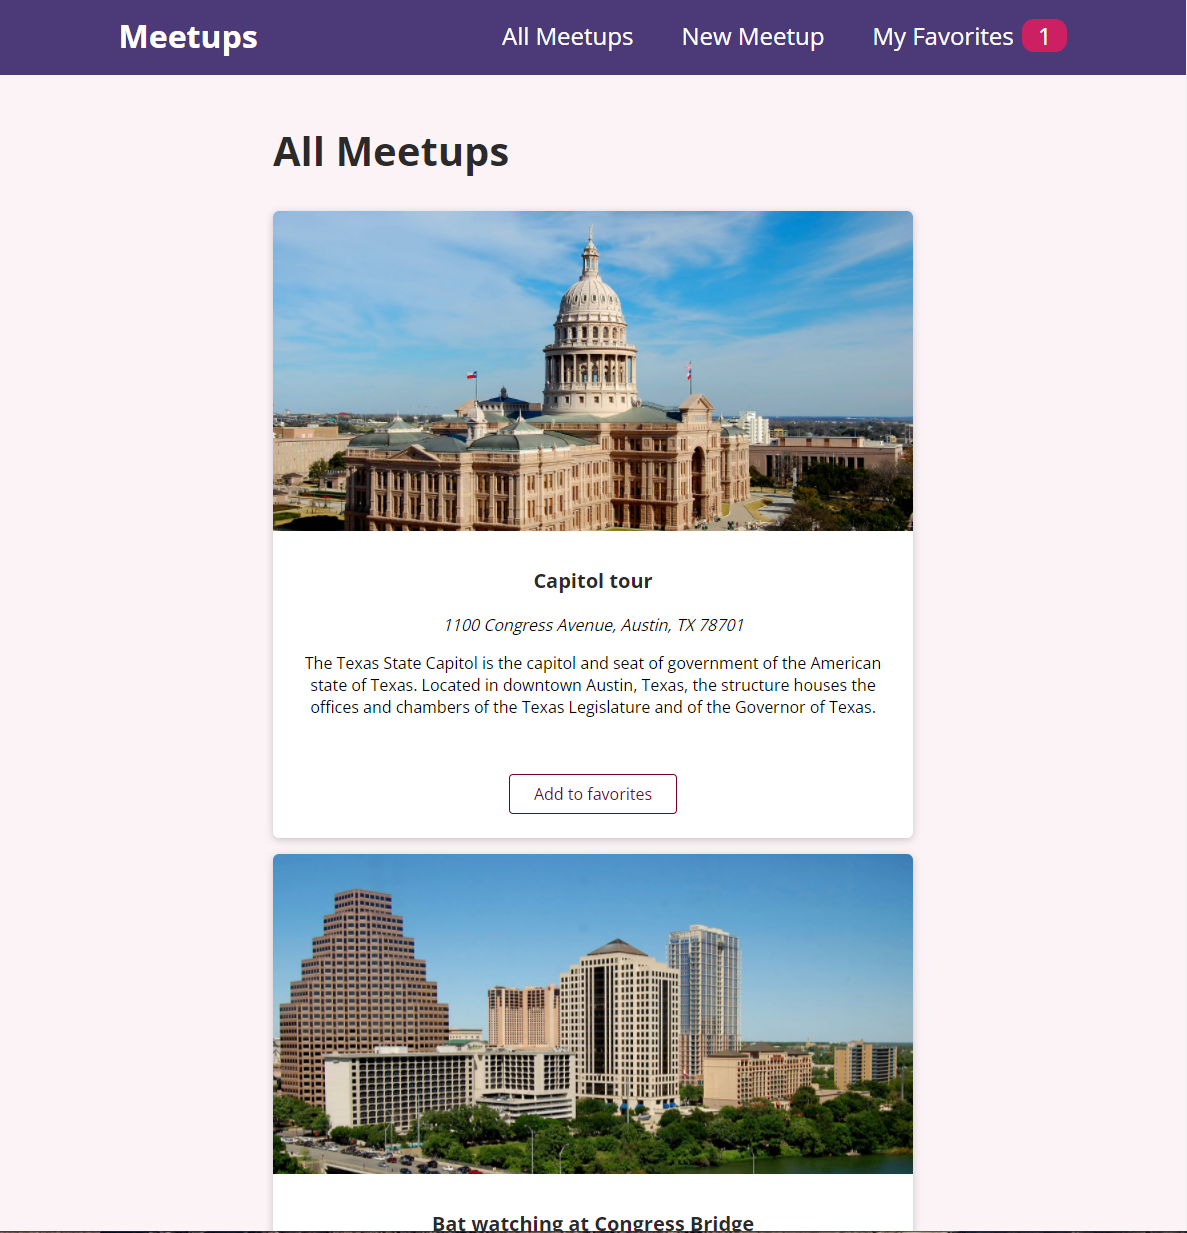 Meetups
All Meetups
New Meetup
My Favorites 1
All Meetups
Capitol tour
1100 Congress Avenue, Austin, TX 78701
The Texas State Capitol is the capitol and seat of government of the American
state of Texas. Located in downtown Austin, Texas, the structure houses the
offices and chambers of the Texas Legislature and of the Governor of Texas.
Add to favorites
Bat watching at Congress Bridge